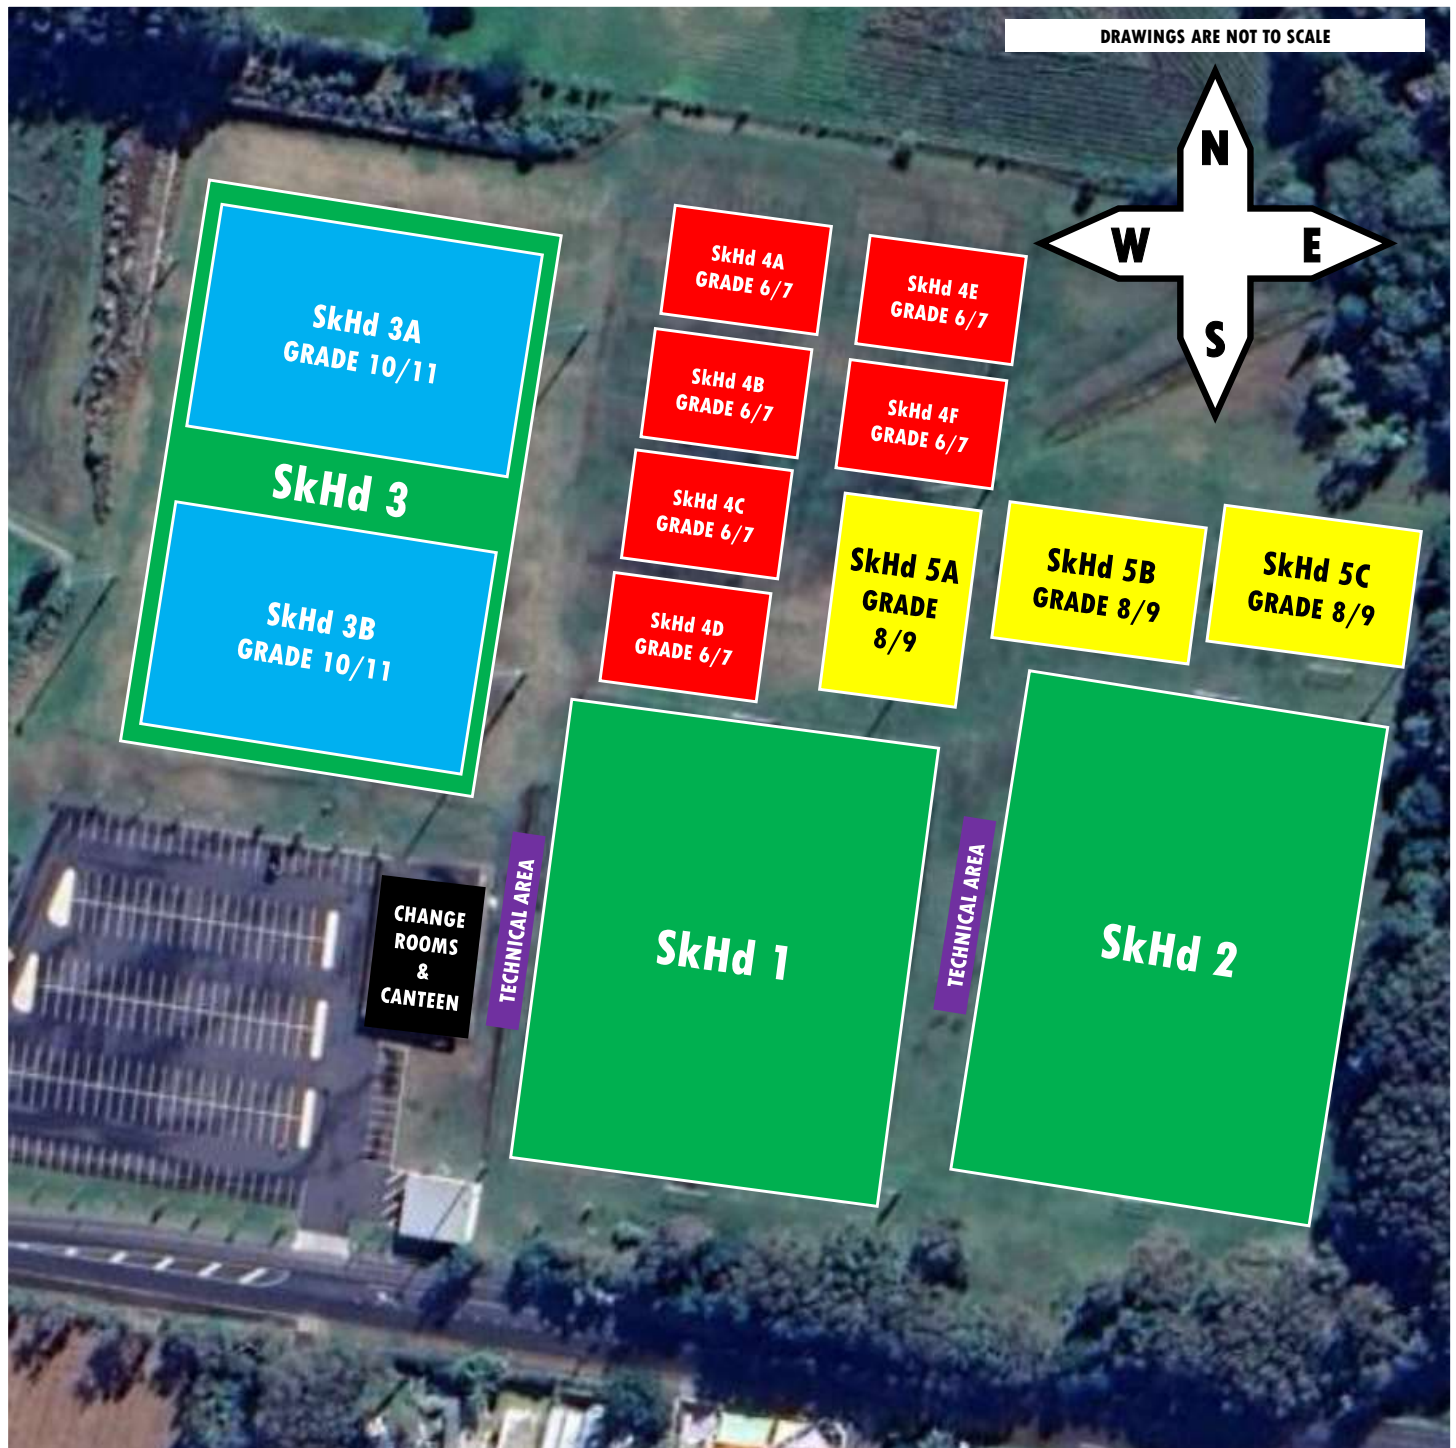 DRAWINGS ARE NOT TO SCALE
N
W
E
S
SkHd 3A
GRADE 10/11
SkHd 3
SkHd 3B
GRADE 10/11
SkHd 4A
GRADE 6/7
SkHd 4B
GRADE 6/7
SkHd 4C
GRADE 6/7
SkHd 4D
GRADE 6/7
SkHd 4E
GRADE 6/7
SkHd 4F
GRADE 6/7
SkHd 5A
GRADE
8/9
SkHd 5B
GRADE 8/9
SkHd 5C
GRADE 8/9
CHANGE
ROOMS
&
CANTEEN
TECHNICAL AREA
SkHd 1
TECHNICAL AREA
SkHd 2